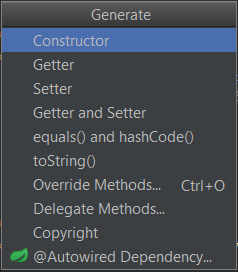 Generate
Constructor
Getter
Setter
Getter and Setter
equals() and hashCode()
toString()
Override Methods... Ctrl+O
Delegate Methods...
Copyright
@Autowired Dependency...